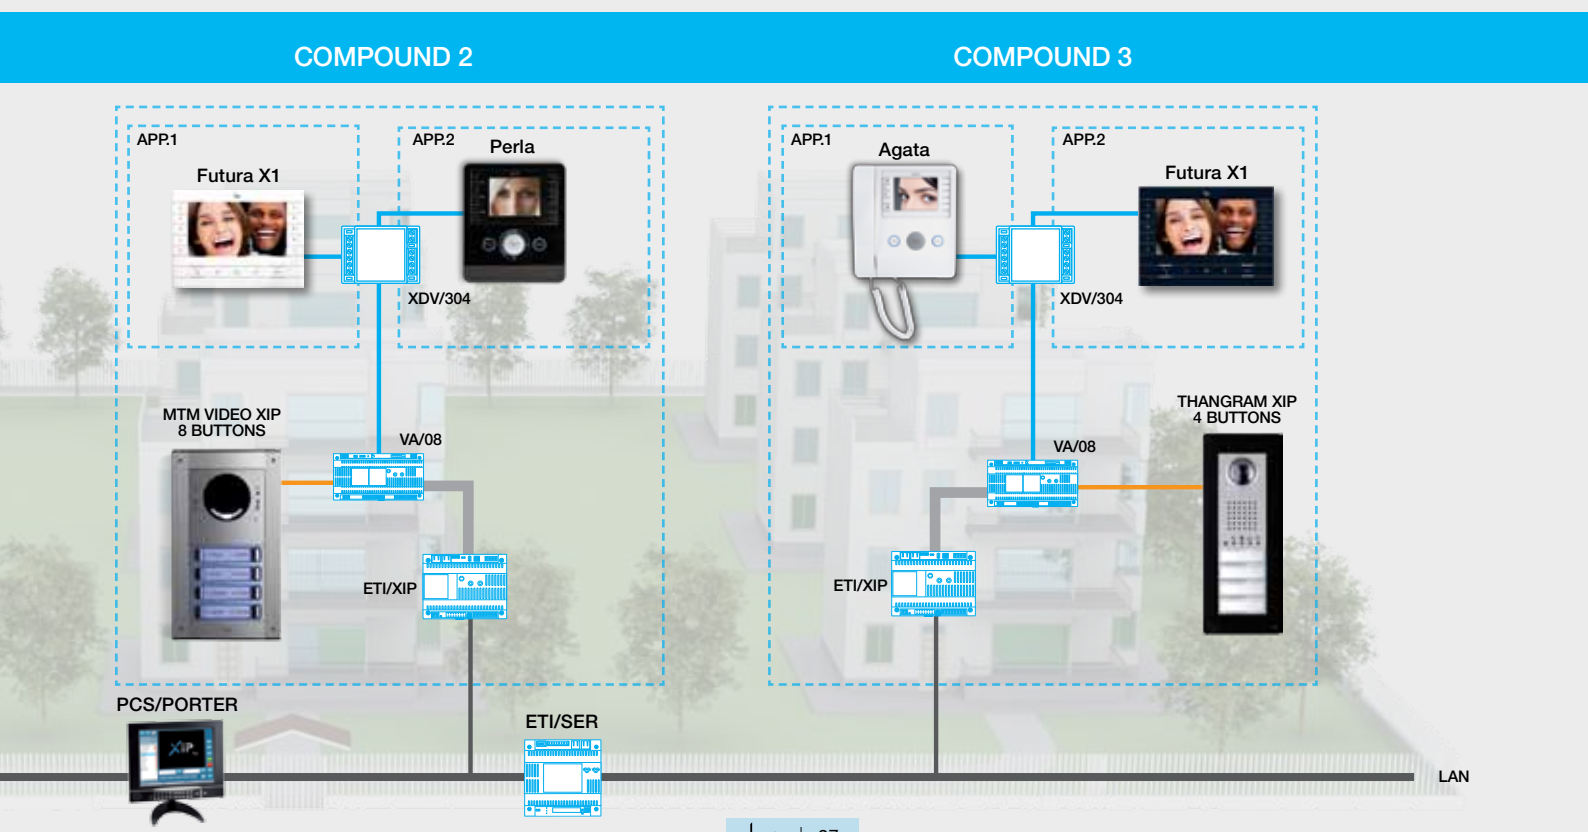 COMPOUND 2
COMPOUND 3
APP.1
APP.2
Perla
Futura X1
XDV/304
APP.1
Agata
APP.2
Futura X1
XDV/304
MTM VIDEO XIP
8 BUTTONS
VA/08
ETI/XIP
THANGRAM XIP
4 BUTTONS
VA/08
ETI/XIP
PCS/PORTER
XIP
ETI/SER
LAN